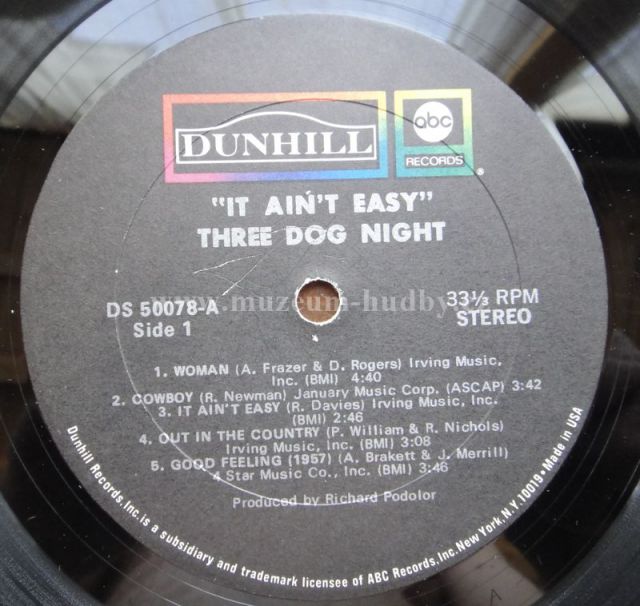 DUNHILL
abc
RECORDS
®
"IT AIN'T EASY"
THREE DOG NIGHT
www.muzeum-hudby
DS 50078-A
Side 1
33⅓ RPM
STEREO
1. WOMAN (A. Frazer & D. Rogers) Irving Music,
Inc. (BMI) 4:40
2. COWBOY (R. Newman) January Music Corp. (ASCAP) 3:42
3. IT AIN'T EASY (R. Davies) Irving Music, Inc.
(BMI) 2:46
4. OUT IN THE COUNTRY (P. William & R. Nichols)
Irving Music, Inc. (BMI) 3:08
5. GOOD FEELING (1957) (A. Brakett & J. Merrill)
4 Star Music Co., Inc. (BMI) 3:46
Produced by Richard Podolor
Dunhill Records, Inc. is a subsidiary and trademark licensee of ABC Records, Inc. New York, N.Y. 10019 • Made in USA